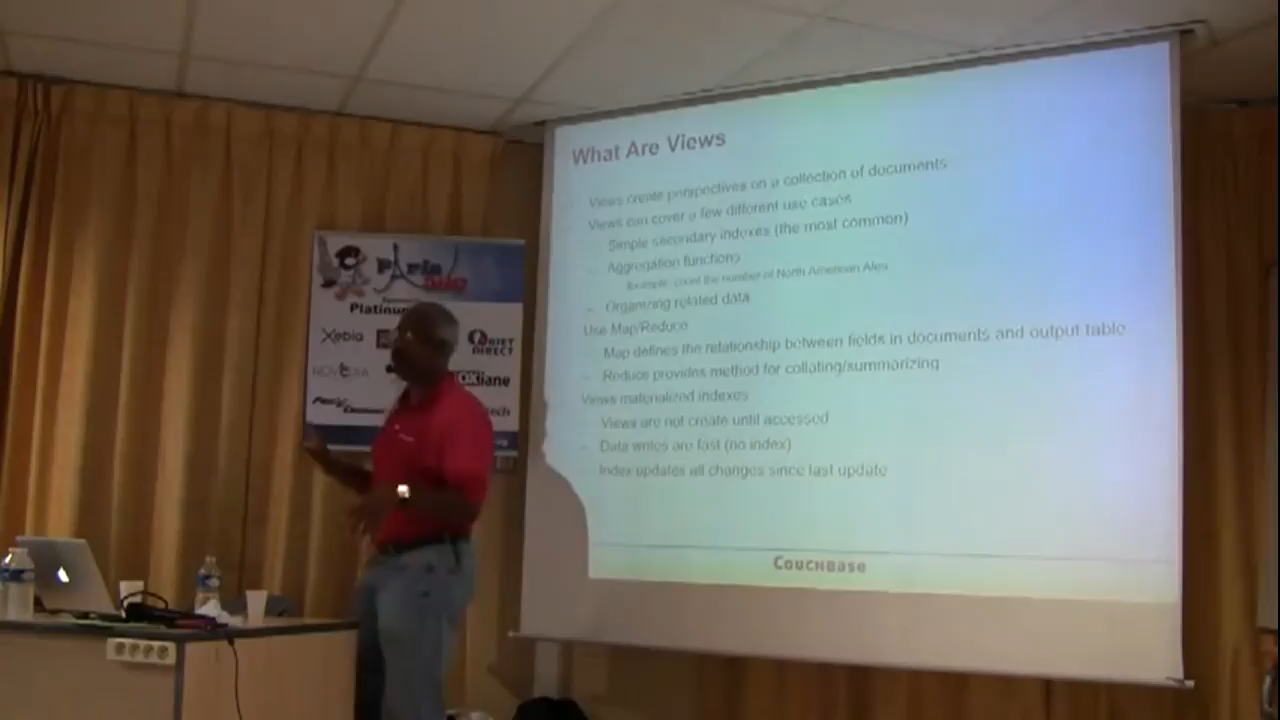 What Are Views
Views create perspectives on a collection of documents
Views can cover a few different use cases
Simple secondary indexes (the most common)
Aggregation functions
Example: count the number of North American Ales
- Organizing related data
Use Map/Reduce
Map defines the relationship between fields in documents and output table
- Reduce provides method for collating/summarizing
Views materialized indexes
Views are not create until accessed
- Data writes are fast (no index)
- Index updates all changes since last update
COUCHBASE
Paris
Platinum
Xebia
OBJET
DIRECT
NOVEDIA